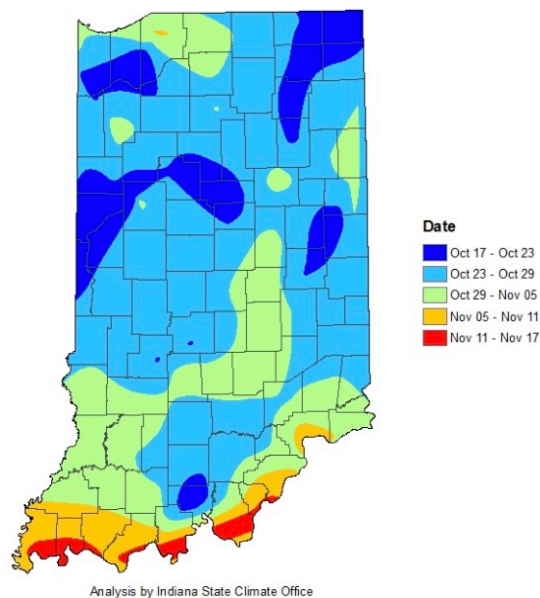 Date
Oct 17 - Oct 23
Oct 23 - Oct 29
Oct 29 - Nov 05
Nov 05 - Nov 11
Nov 11 - Nov 17
Analysis by Indiana State Climate Office